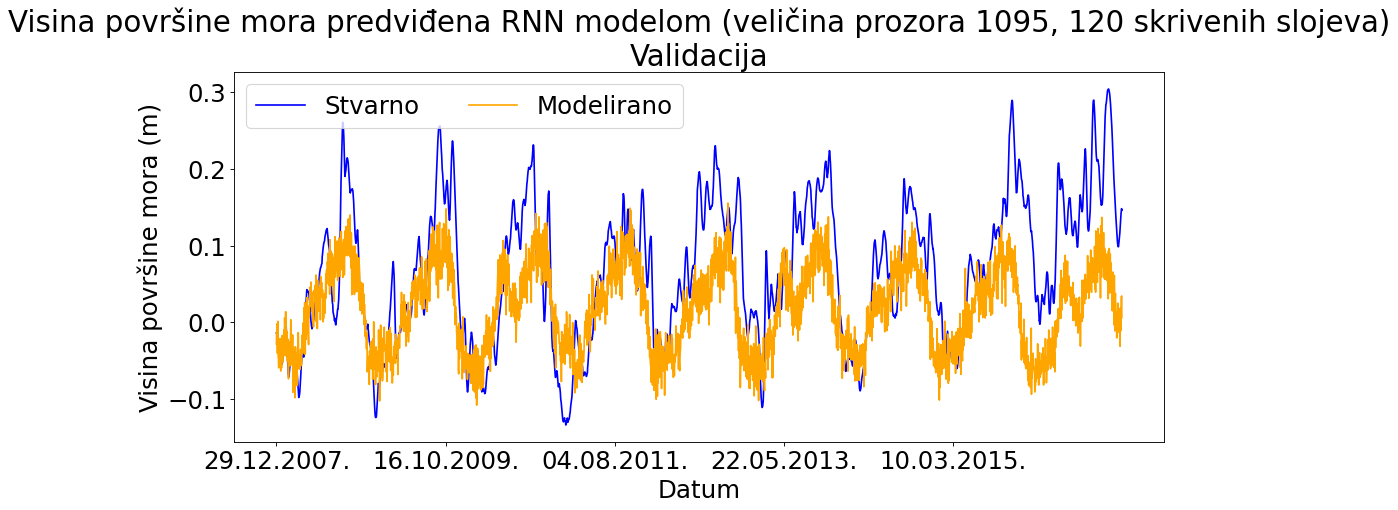 Visina površine mora predviđena RNN modelom (veličina prozora 1095, 120 skrivenih slojeva)
Validacija
Stvarno
Modelirano
Visina površine mora (m)
0.3
0.2
0.1
0.0
−0.1
29.12.2007.
16.10.2009.
04.08.2011.
22.05.2013.
10.03.2015.
Datum